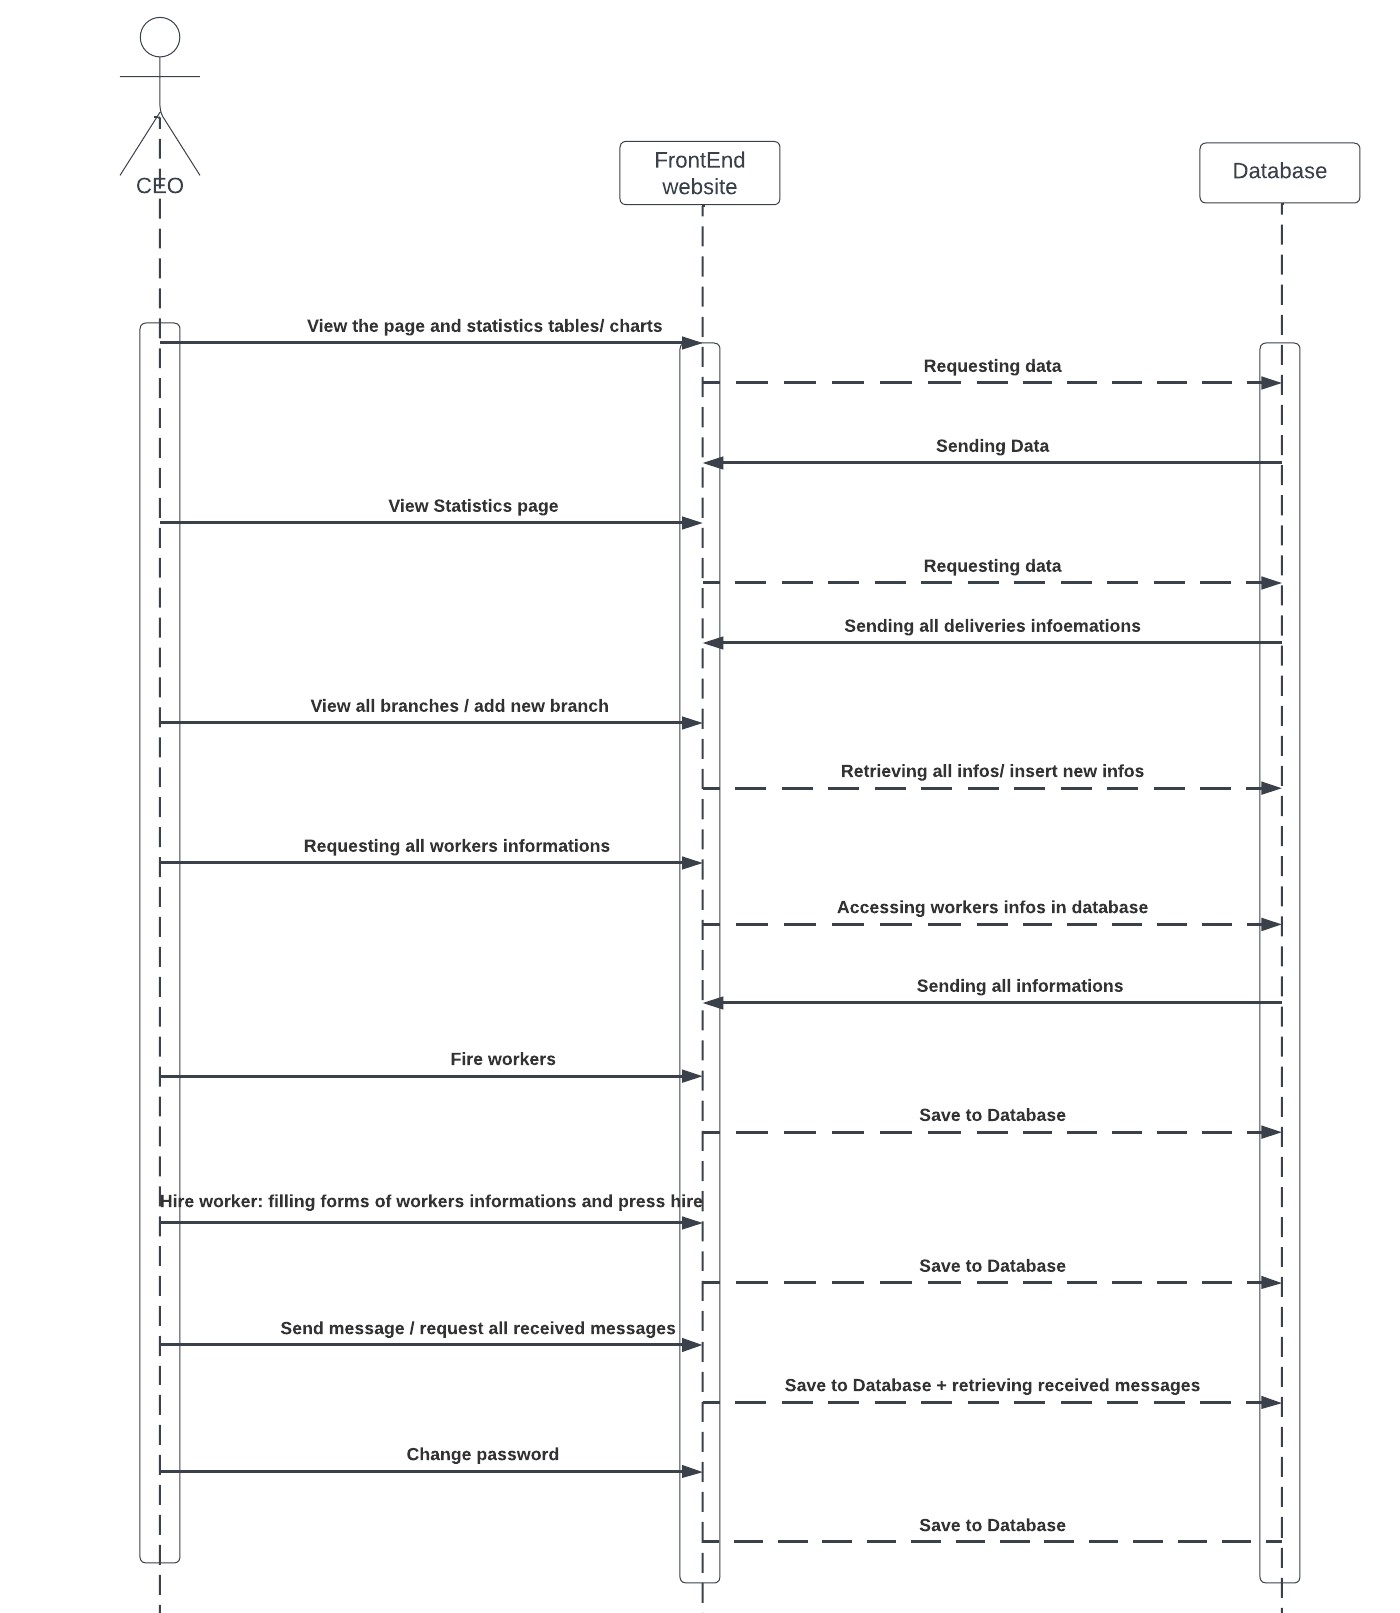 CEO
FrontEnd
website
Database
View the page and statistics tables/ charts
Requesting data
Sending Data
View Statistics page
Requesting data
Sending all deliveries infoemations
View all branches / add new branch
Retrieving all infos/ insert new infos
Requesting all workers informations
Accessing workers infos in database
Sending all informations
Fire workers
Save to Database
Hire worker: filling forms of workers informations and press hire
Save to Database
Send message / request all received messages
Save to Database + retrieving received messages
Change password
Save to Database